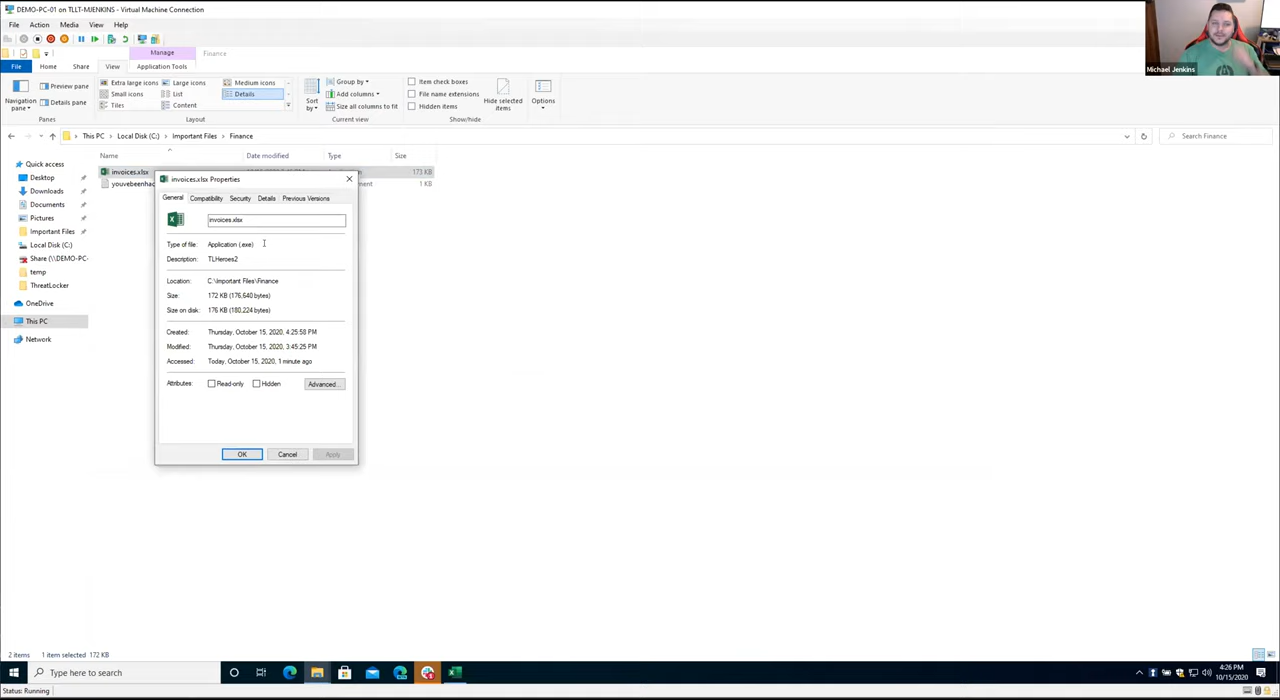 DEMO-PC-01 on TLLT-MJENKINS - Virtual Machine Connection
File Action Media View Help
Manage Finance
File Home Share View Application Tools
Navigation pane
Preview pane
Details pane
Panes
Extra large icons Large icons Medium icons
Small icons List Details
Tiles Content
Layout
Sort by
Group by
Add columns
Size all columns to fit
Current view
Item check boxes
File name extensions
Hidden items
Hide selected items
Show/hide
Options
Michael Jenkins
This PC > Local Disk (C:) > Important Files > Finance
Search Finance
Name Date modified Type Size
invoices.xlsx 173 KB
youvebeenhac ment 1 KB
Quick access
Desktop
Downloads
Documents
Pictures
Important Files
Local Disk (C:)
Share (\\DEMO-PC-
temp
ThreatLocker
OneDrive
This PC
Network
invoices.xlsx Properties
General Compatibility Security Details Previous Versions
invoices.xlsx
Type of file: Application (.exe)
Description: TLHeroes2
Location: C:\Important Files\Finance
Size: 172 KB (176,640 bytes)
Size on disk: 176 KB (180,224 bytes)
Created: Thursday, October 15, 2020, 4:25:58 PM
Modified: Thursday, October 15, 2020, 3:45:25 PM
Accessed: Today, October 15, 2020, 1 minute ago
Attributes: Read-only Hidden Advanced...
OK Cancel Apply
2 items 1 item selected 172 KB
Type here to search
4:26 PM
10/15/2020
Status: Running